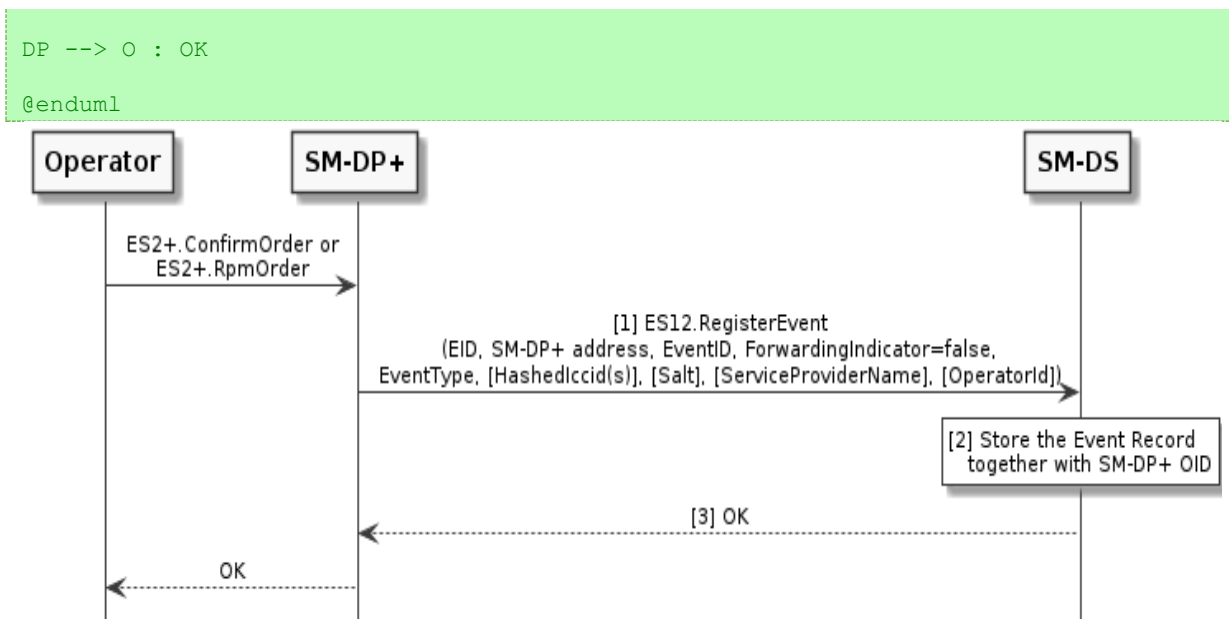 DP --> O : OK
@enduml
Operator
SM-DP+
SM-DS
ES2+.ConfirmOrder or
ES2+.RpmOrder
[1] ES12.RegisterEvent
(EID, SM-DP+ address, EventID, ForwardingIndicator=false,
EventType, [HashedIccid(s)], [Salt], [ServiceProviderName], [OperatorId])
[2] Store the Event Record
together with SM-DP+ OID
[3] OK
OK